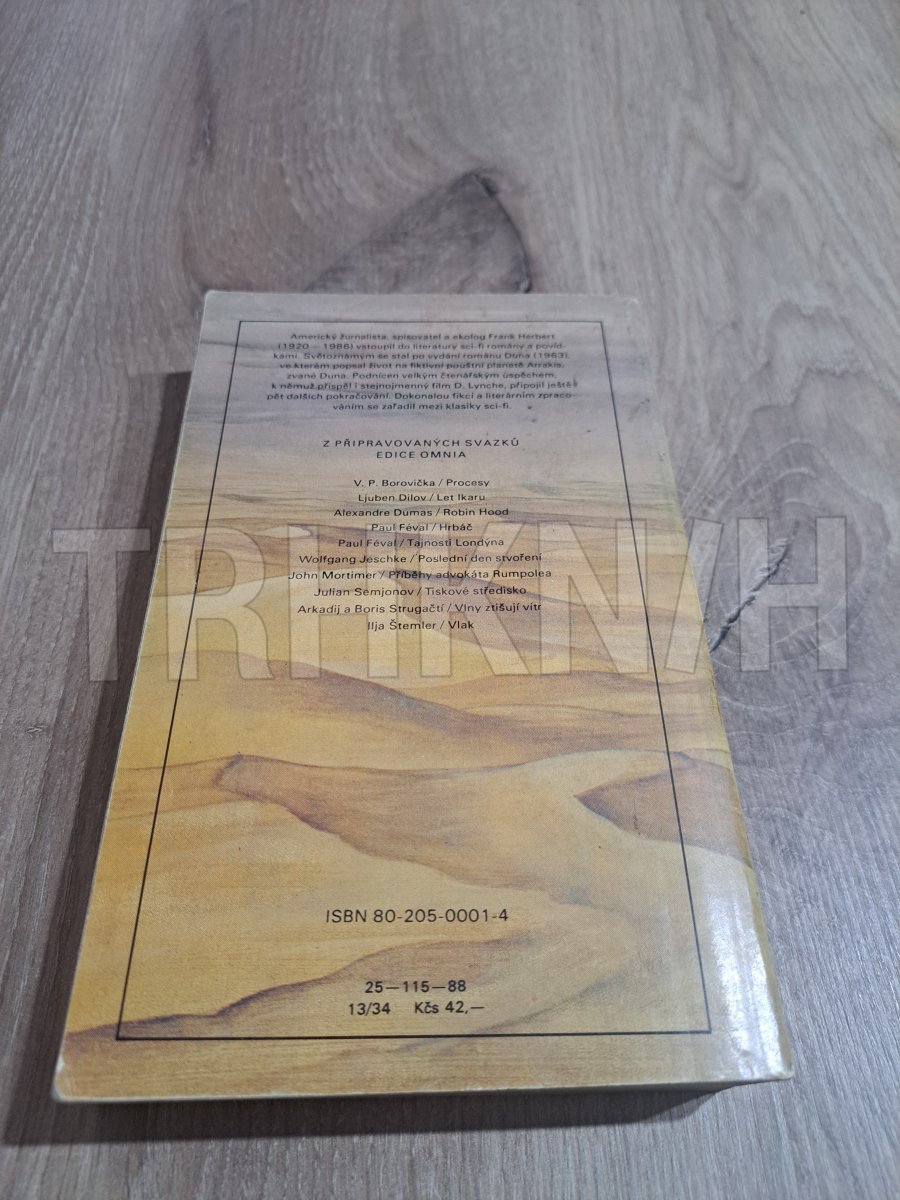 Americký žurnalista, spisovatel a ekolog Frank Herbert
(1920 — 1986) vstoupil do literatury sci-fi romány a povíd-
kami. Světoznámým se stal po vydání románu Duna (1963),
ve kterém popsal život na fiktivní pouštní planetě Arrakis,
zvané Duna. Podnícen velkým čtenářským úspěchem,
k němuž přispěl i stejnojmenný film D. Lynche, připojil ještě
pět dalších pokračování. Dokonalou fikcí a literárním zpraco-
váním se zařadil mezi klasiky sci-fi.
Z PŘIPRAVOVANÝCH SVAZKŮ
EDICE OMNIA
V. P. Borovička / Procesy
Ljuben Dilov / Let Ikaru
Alexandre Dumas / Robin Hood
Paul Féval / Hrbáč
Paul Féval / Tajnosti Londýna
Wolfgang Jeschke / Poslední den stvoření
John Mortimer / Příběhy advokáta Rumpolea
Julian Semjonov / Tiskové středisko
Arkadij a Boris Strugačtí / Vlny ztišují vítr
Ilja Štemler / Vlak
TRHKNIH
ISBN 80-205-0001-4
25—115—88
13/34 Kčs 42,—